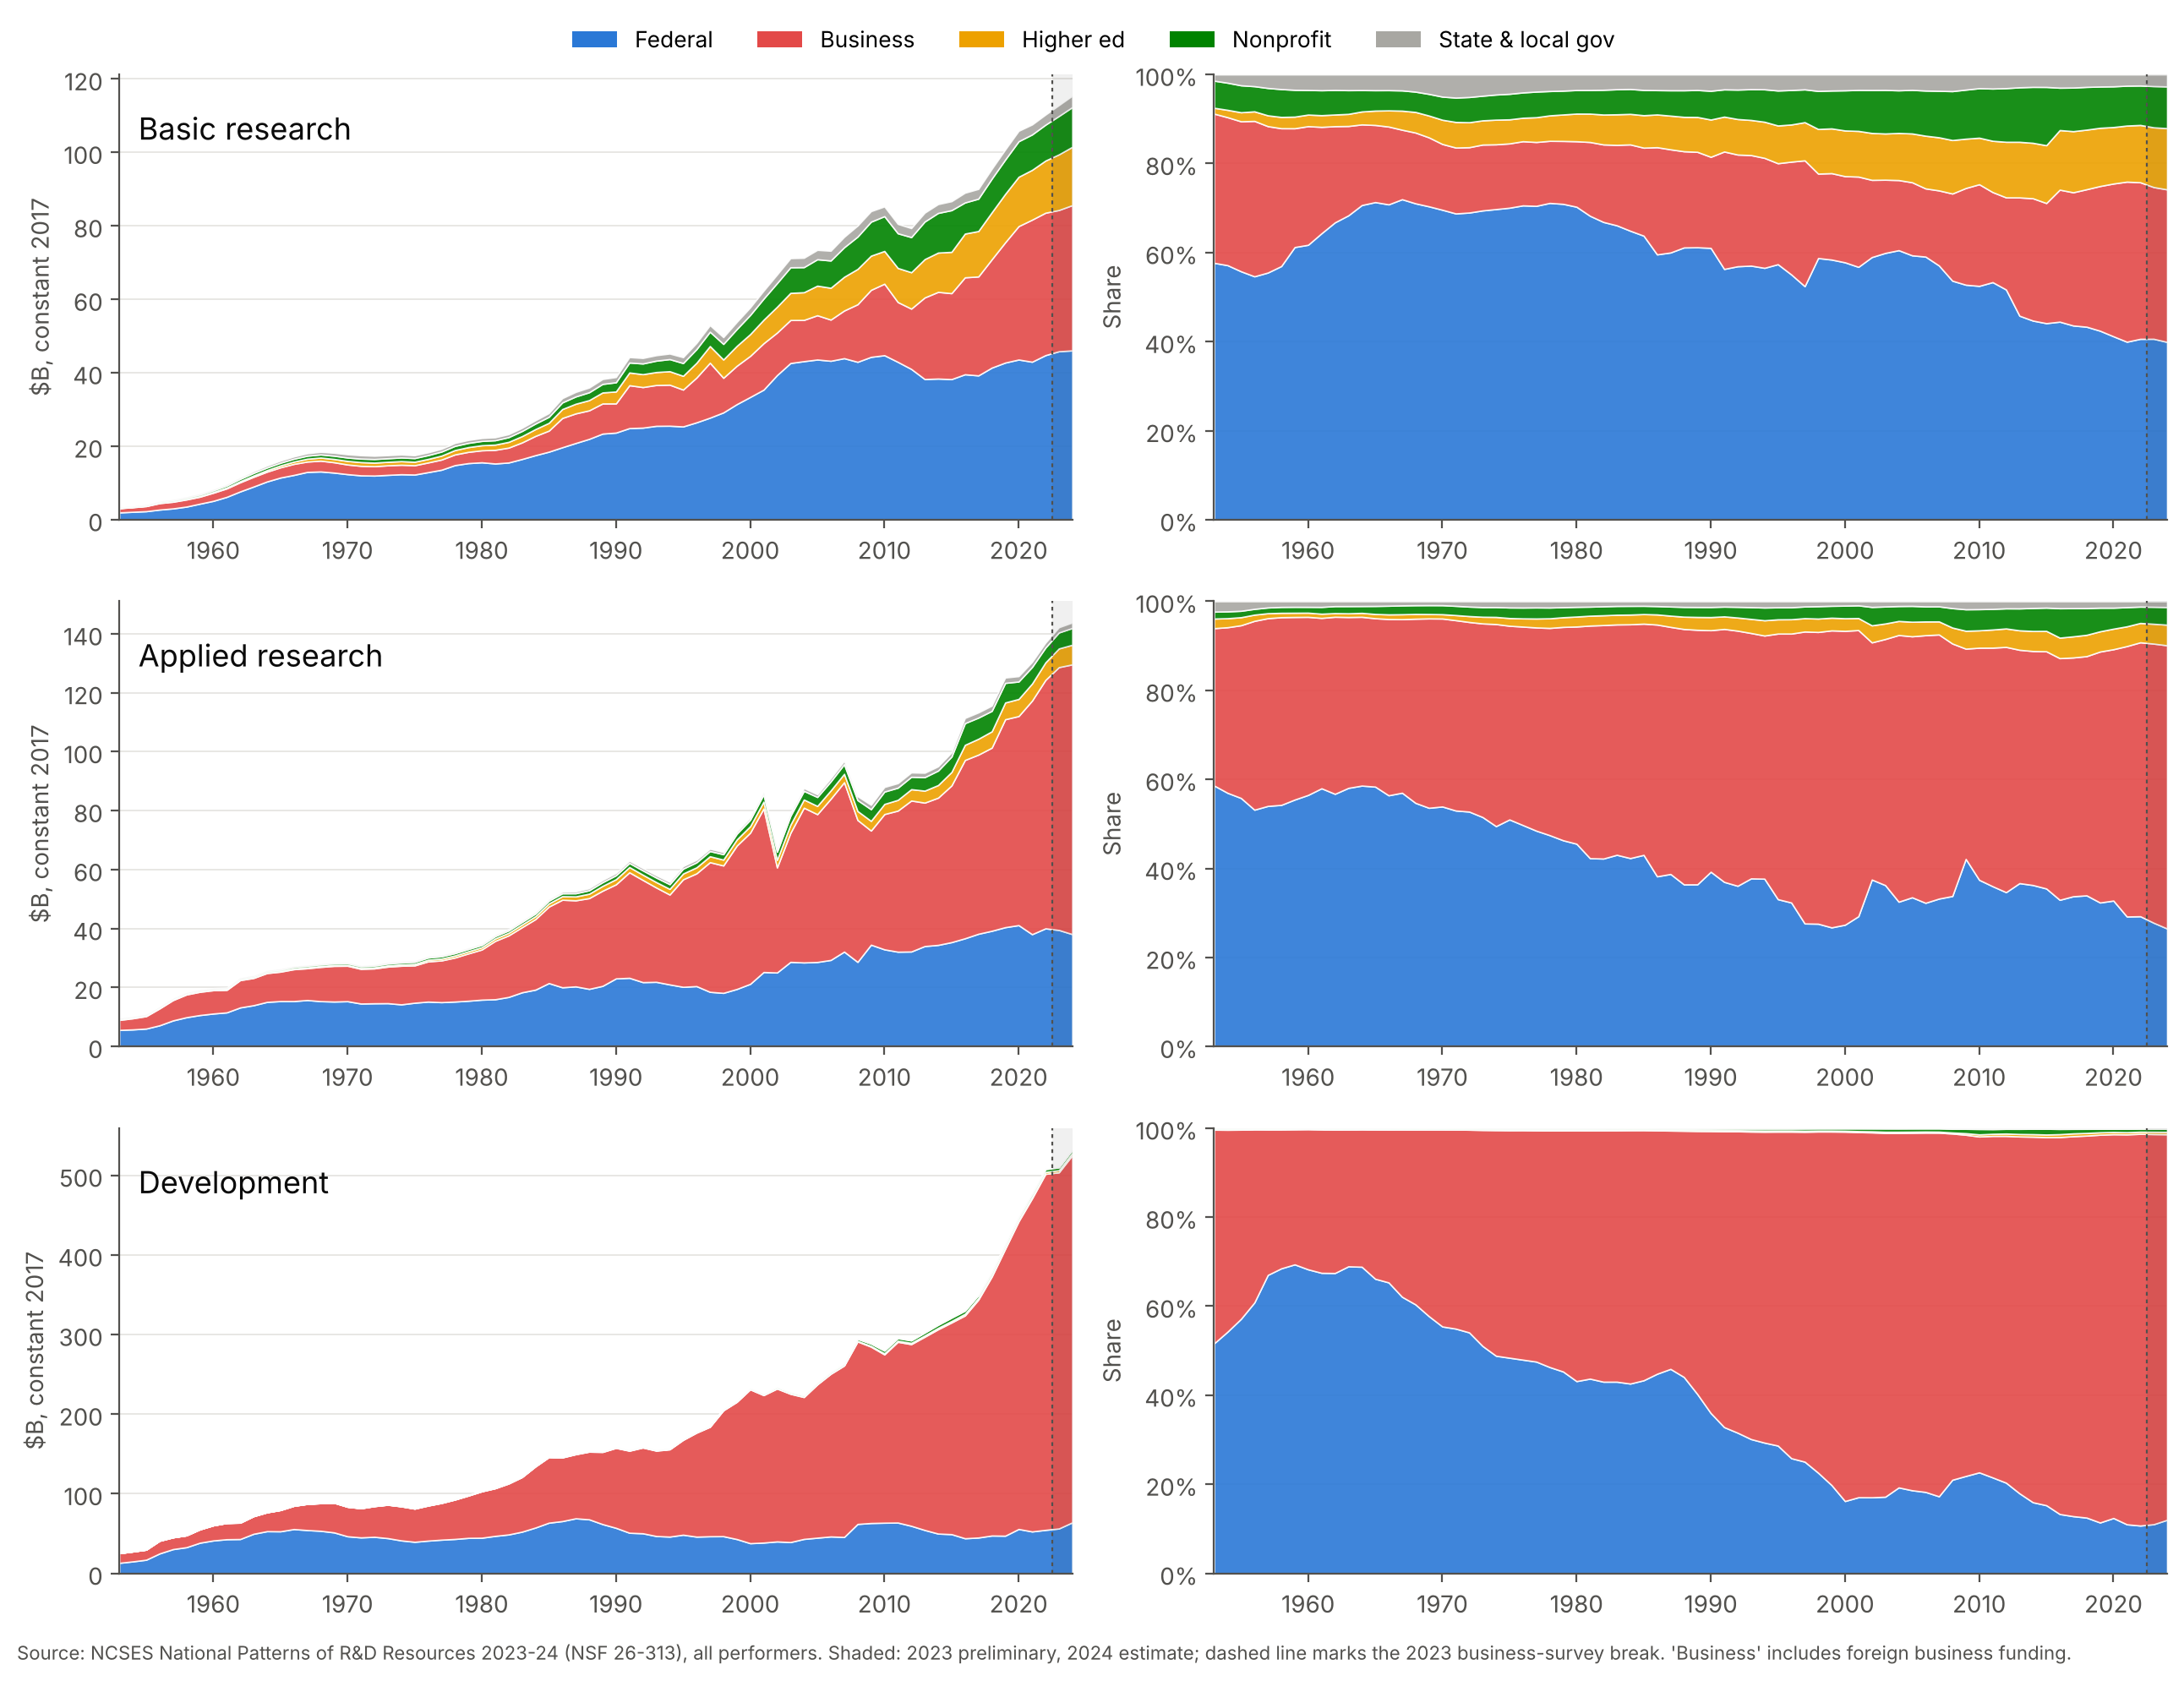 Federal Business Higher ed Nonprofit State & local gov
Basic research
$B, constant 2017
120
100
80
60
40
20
0
1960 1970 1980 1990 2000 2010 2020
Share
100%
80%
60%
40%
20%
0%
1960 1970 1980 1990 2000 2010 2020
Applied research
$B, constant 2017
140
120
100
80
60
40
20
0
1960 1970 1980 1990 2000 2010 2020
Share
100%
80%
60%
40%
20%
0%
1960 1970 1980 1990 2000 2010 2020
Development
$B, constant 2017
500
400
300
200
100
0
1960 1970 1980 1990 2000 2010 2020
Share
100%
80%
60%
40%
20%
0%
1960 1970 1980 1990 2000 2010 2020
Source: NCSES National Patterns of R&D Resources 2023-24 (NSF 26-313), all performers. Shaded: 2023 preliminary, 2024 estimate; dashed line marks the 2023 business-survey break. 'Business' includes foreign business funding.